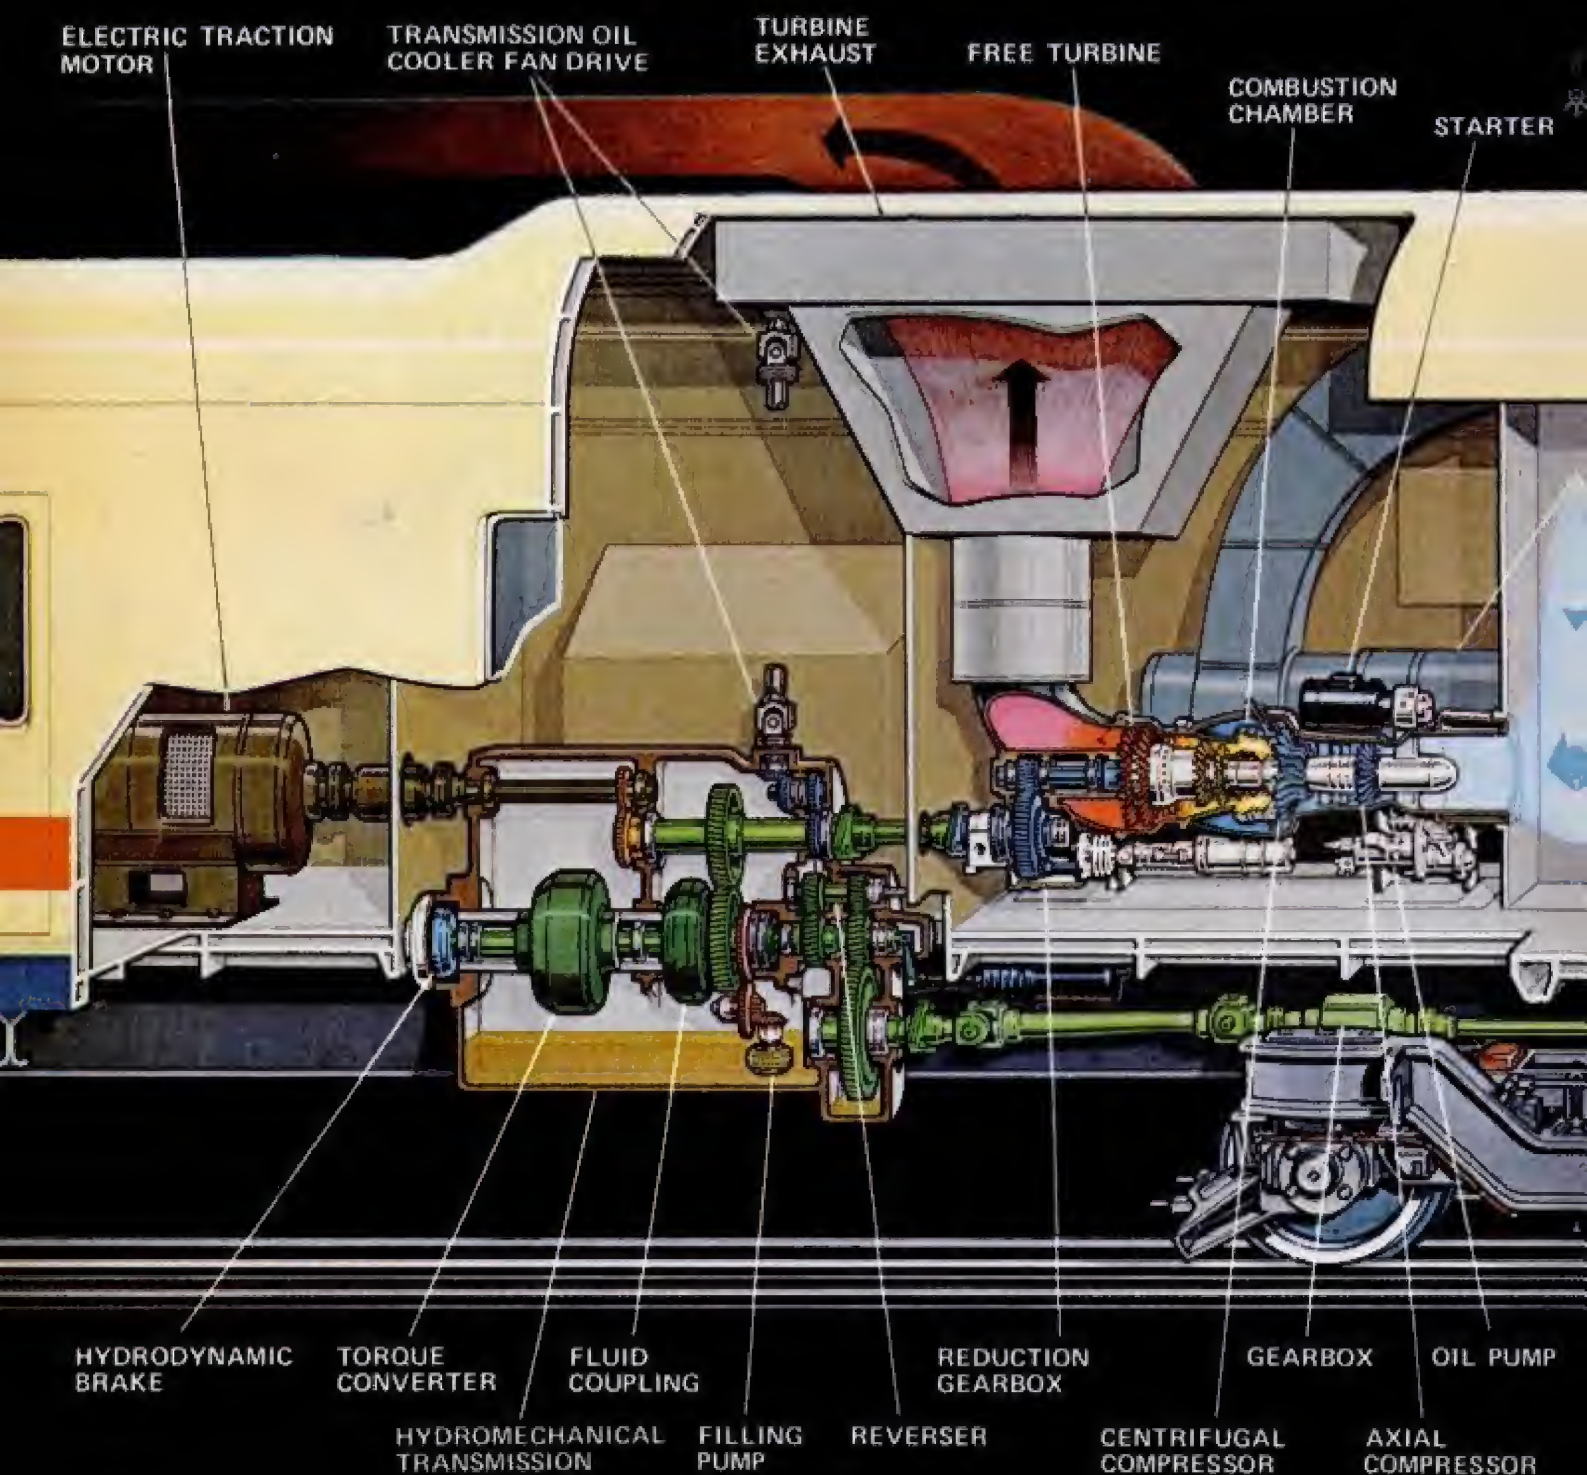 ELECTRIC TRACTION
MOTOR
TRANSMISSION OIL
COOLER FAN DRIVE
TURBINE
EXHAUST
FREE TURBINE
COMBUSTION
CHAMBER
STARTER
HYDRODYNAMIC
BRAKE
TORQUE
CONVERTER
FLUID
COUPLING
REDUCTION
GEARBOX
GEARBOX
OIL PUMP
HYDROMECHANICAL
TRANSMISSION
FILLING
PUMP
REVERSER
CENTRIFUGAL
COMPRESSOR
AXIAL
COMPRESSOR